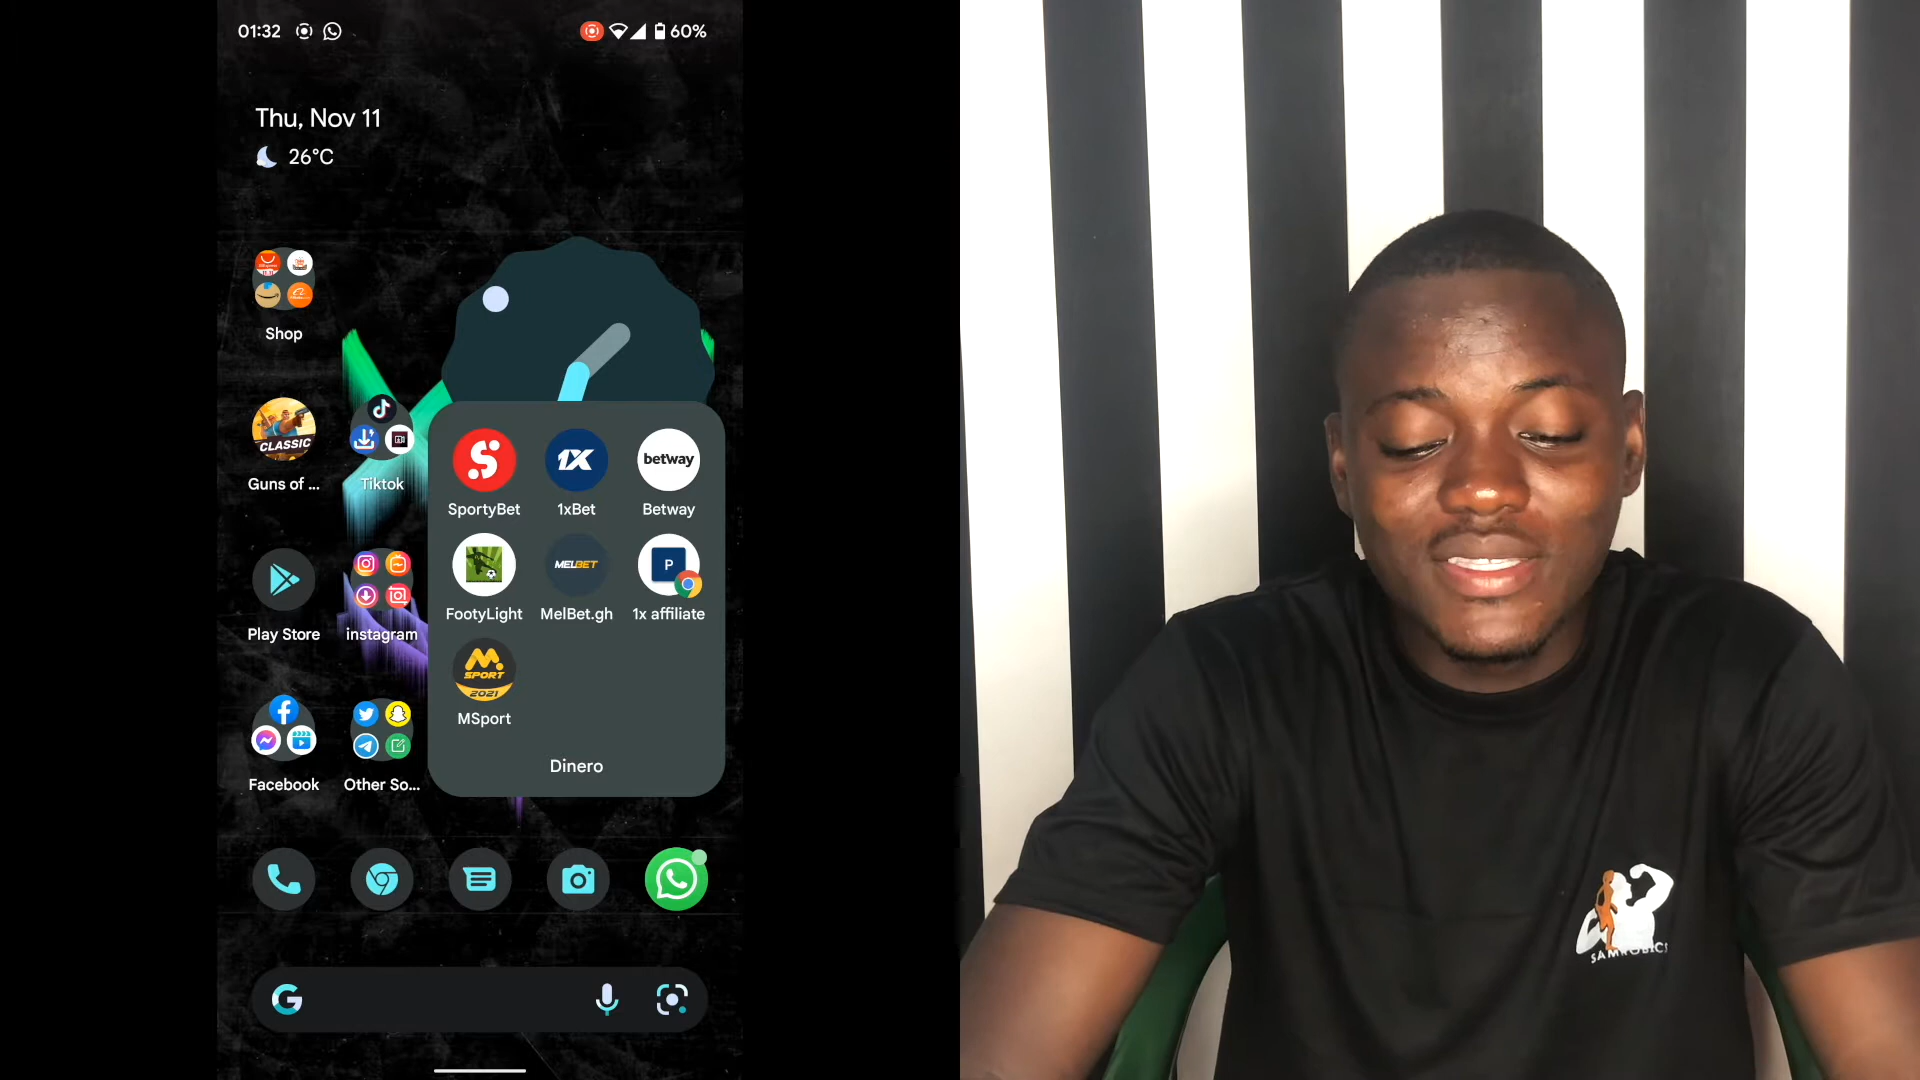 01:32
60%
Thu, Nov 11
26°C
Shop
CLASSIC
Guns of ...
Tiktok
betway
SportyBet
1xBet
Betway
1X
MELBET
P
FootyLight
MelBet.gh
1x affiliate
M
SPORT
2021
MSport
Dinero
Play Store
instagram
Facebook
Other So...
G